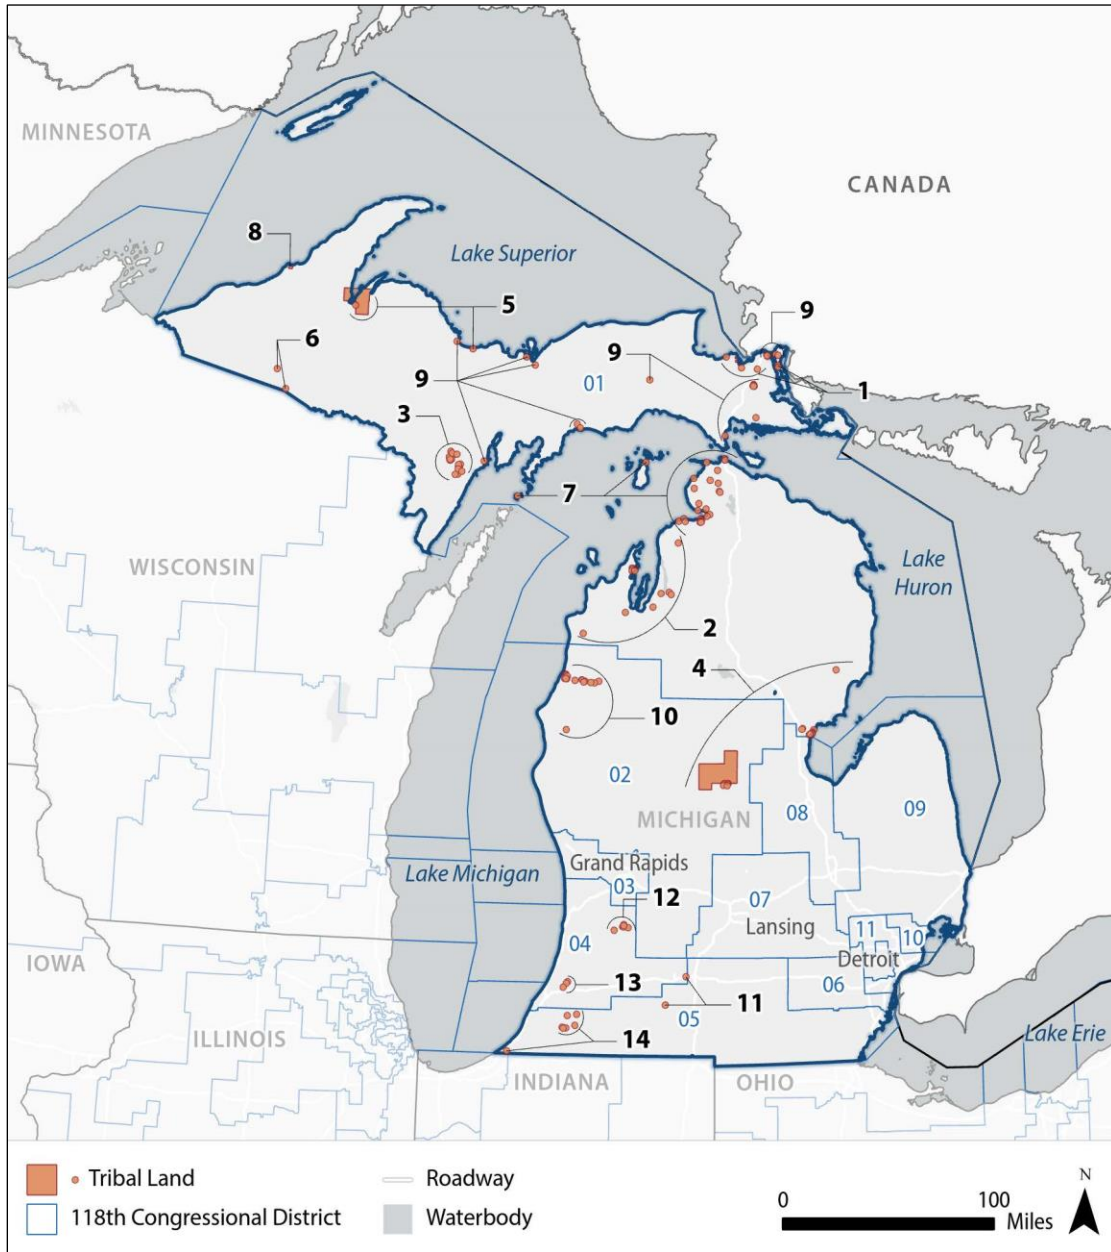 MINNESOTA
CANADA
8
Lake Superior
5
9
6
9
9
01
1
3
7
WISCONSIN
Lake
Huron
2
4
10
02
MICHIGAN
08
09
Grand Rapids
Lake Michigan
03
07
12
Lansing
11
10
04
IOWA
Detroit
13
06
11
05
14
ILLINOIS
Lake Erie
INDIANA
OHIO
Tribal Land
Roadway
118th Congressional District
Waterbody
0
100
Miles
N